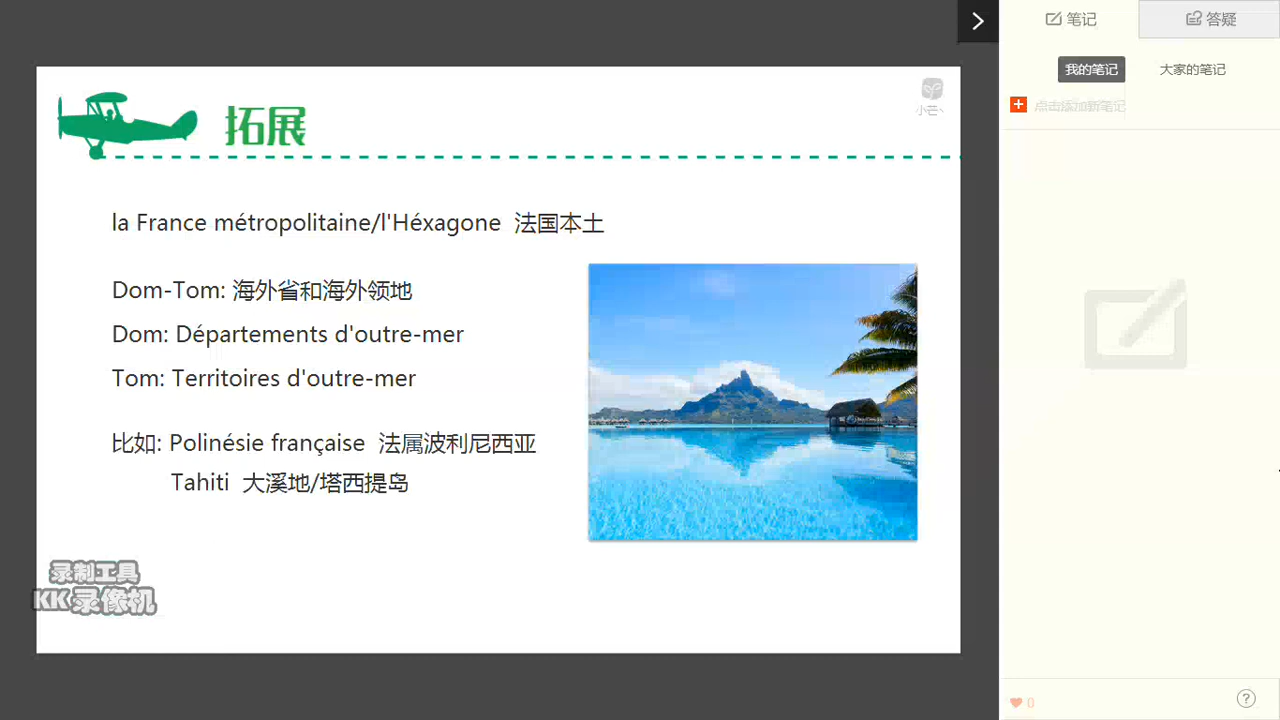 笔记
答疑
我的笔记
大家的笔记
点击添加新笔记
拓展
la France métropolitaine/l'Héxagone 法国本土
Dom-Tom: 海外省和海外领地
Dom: Départements d'outre-mer
Tom: Territoires d'outre-mer
比如: Polinésie française 法属波利尼西亚
Tahiti 大溪地/塔西提岛
录制工具
KK录像机
0
?